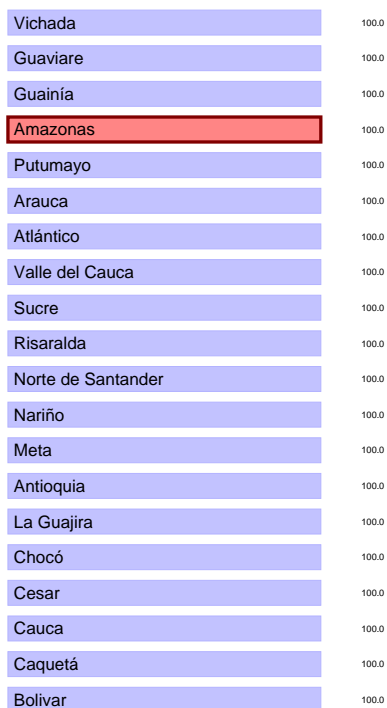 Vichada 100.0
Guaviare 100.0
Guainía 100.0
Amazonas 100.0
Putumayo 100.0
Arauca 100.0
Atlántico 100.0
Valle del Cauca 100.0
Sucre 100.0
Risaralda 100.0
Norte de Santander 100.0
Nariño 100.0
Meta 100.0
Antioquia 100.0
La Guajira 100.0
Chocó 100.0
Cesar 100.0
Cauca 100.0
Caquetá 100.0
Bolivar 100.0